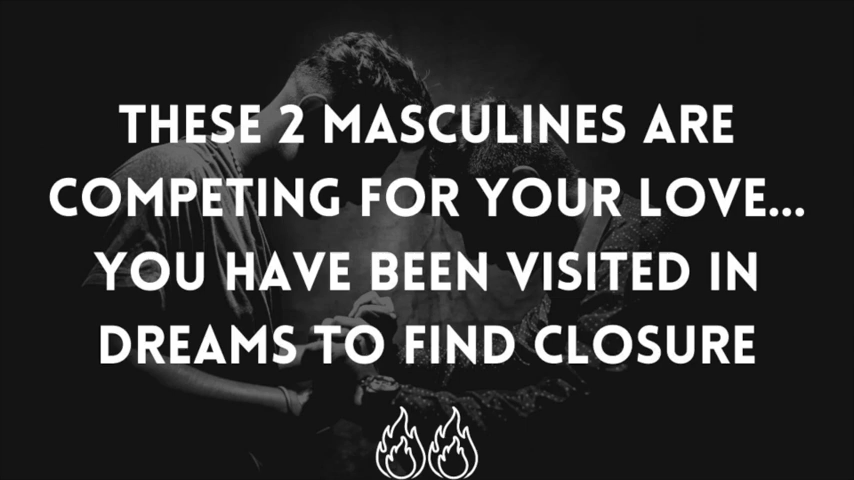 THESE 2 MASCULINES ARE
COMPETING FOR YOUR LOVE...
YOU HAVE BEEN VISITED IN
DREAMS TO FIND CLOSURE